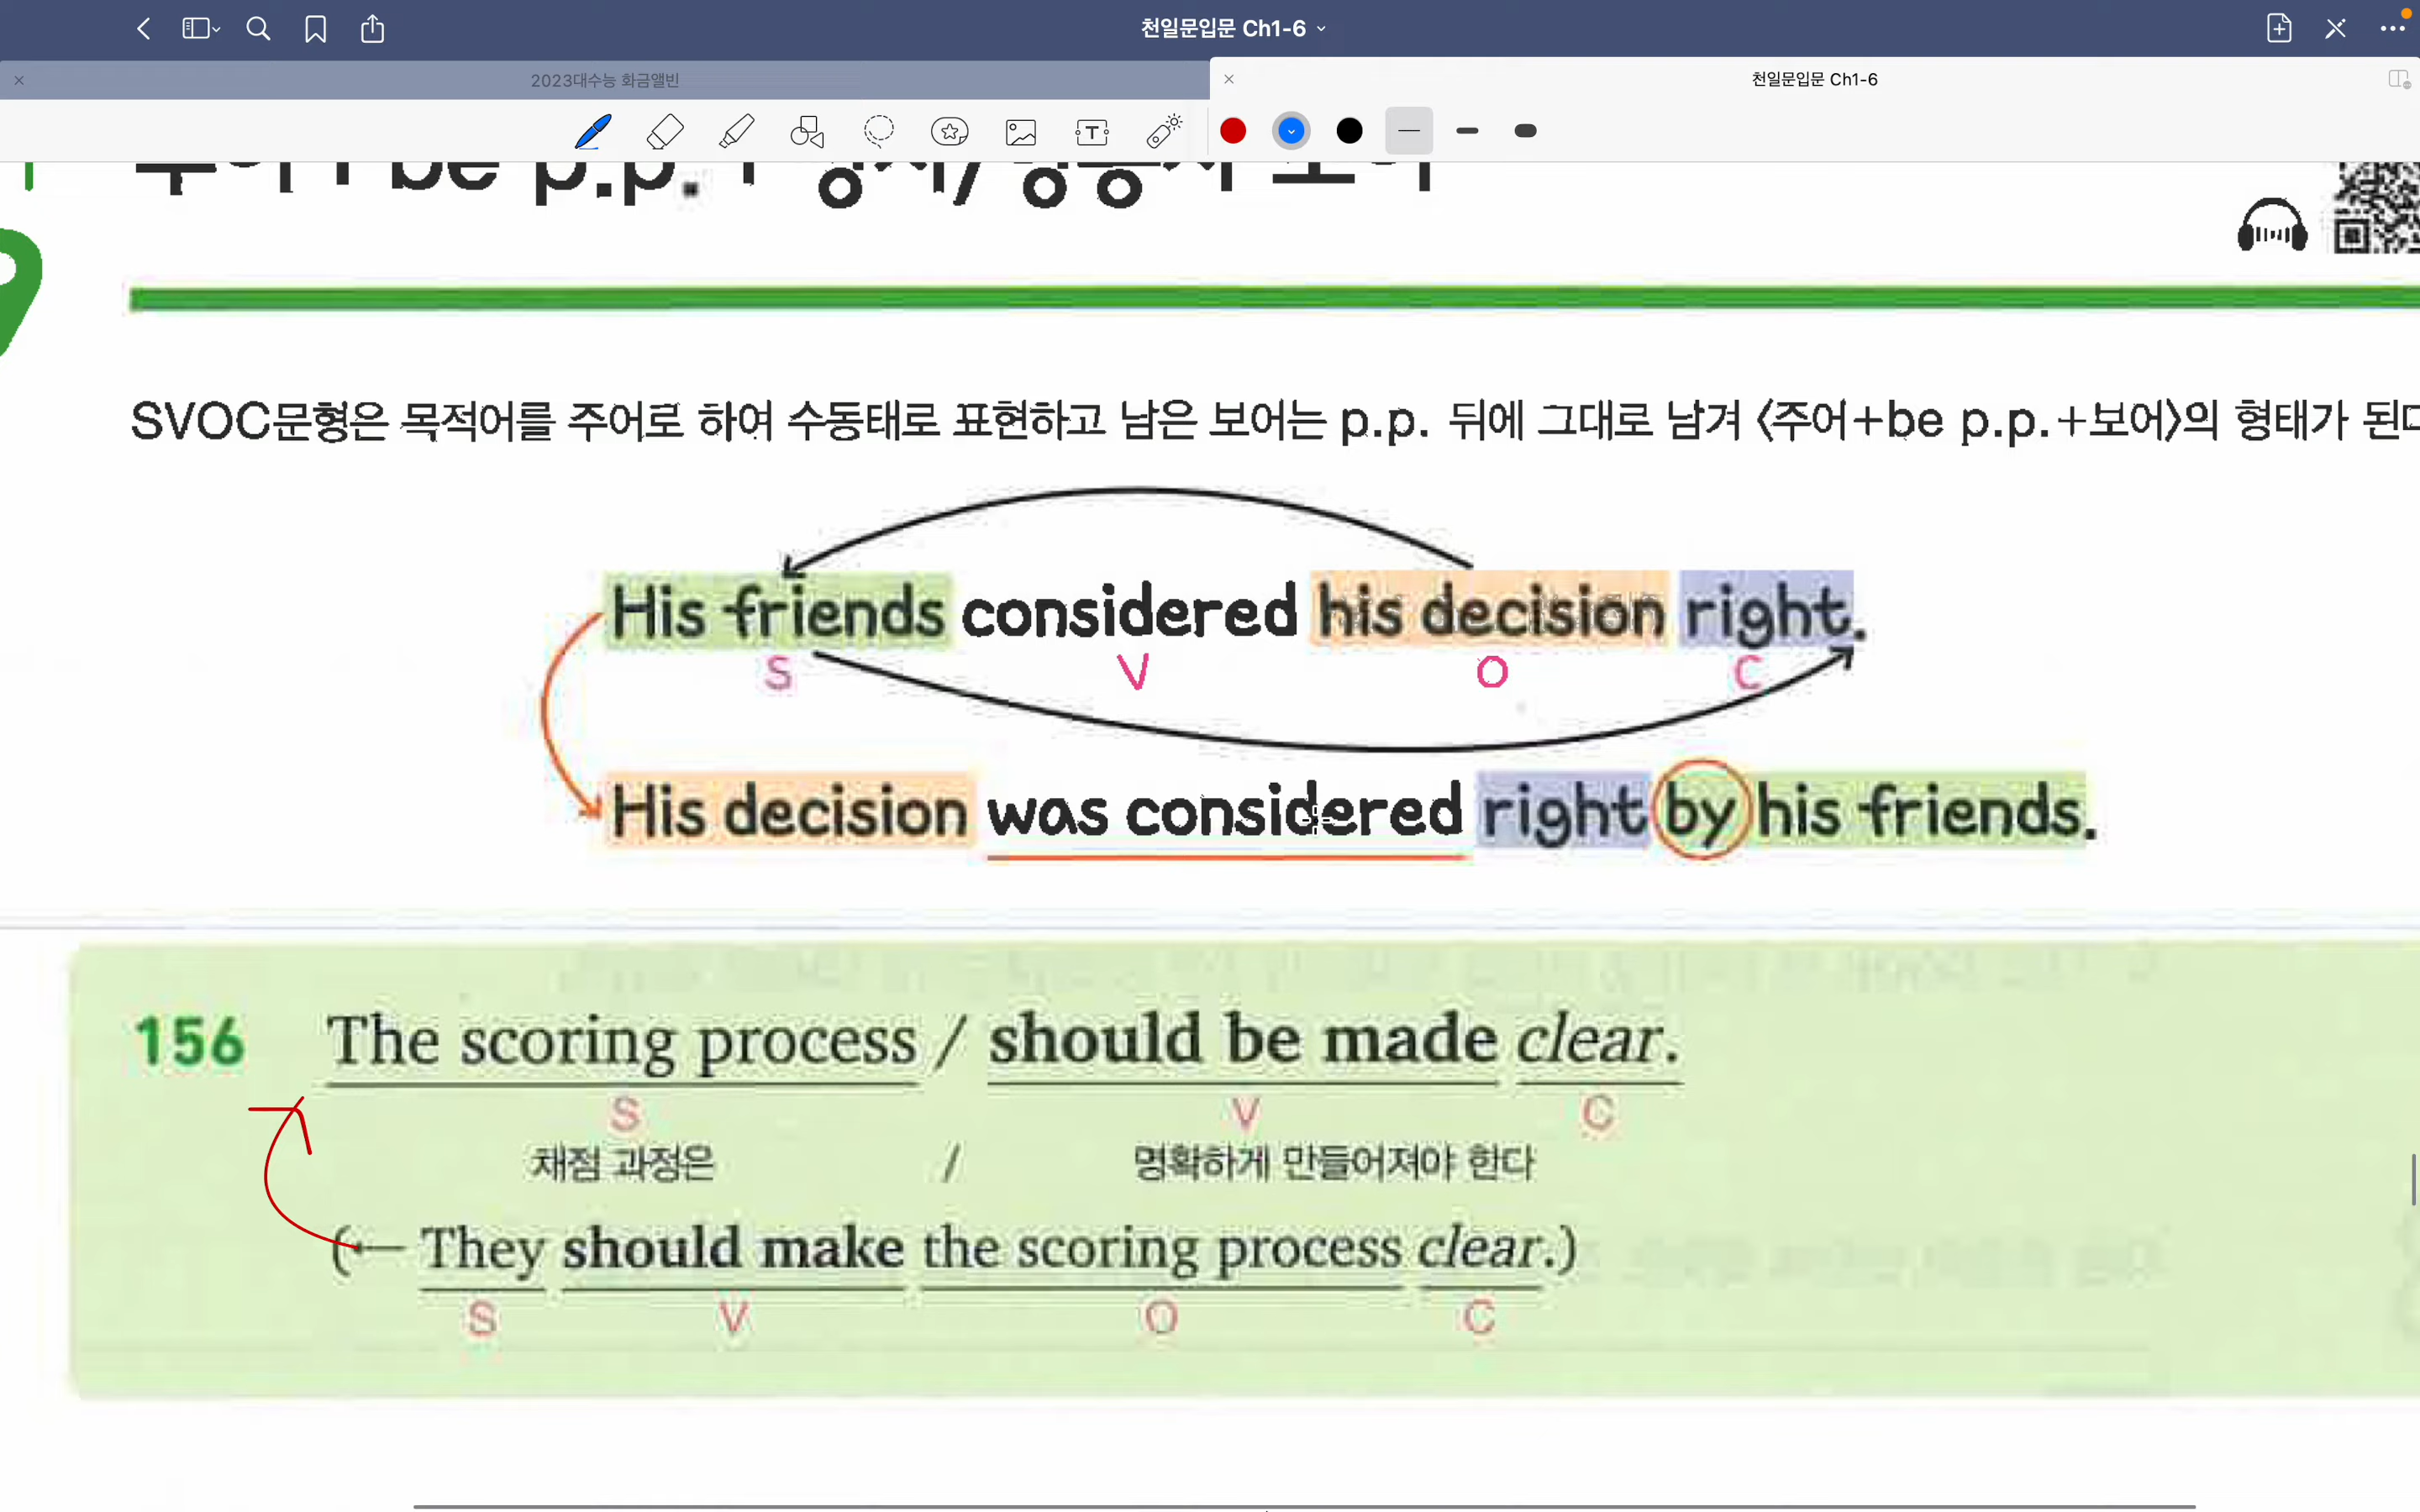 천일문입문 Ch1-6
2023대수능 화금앨빈
천일문입문 Ch1-6
SVOC문형은 목적어를 주어로 하여 수동태로 표현하고 남은 보어는 p.p. 뒤에 그대로 남겨 〈주어+be p.p.+보어〉의 형태가
His friends considered his decision right.
S V O C
His decision was considered right by his friends.
156 The scoring process / should be made clear.
S V C
채점 과정은 / 명확하게 만들어져야 한다
(← They should make the scoring process clear.)
S V O C